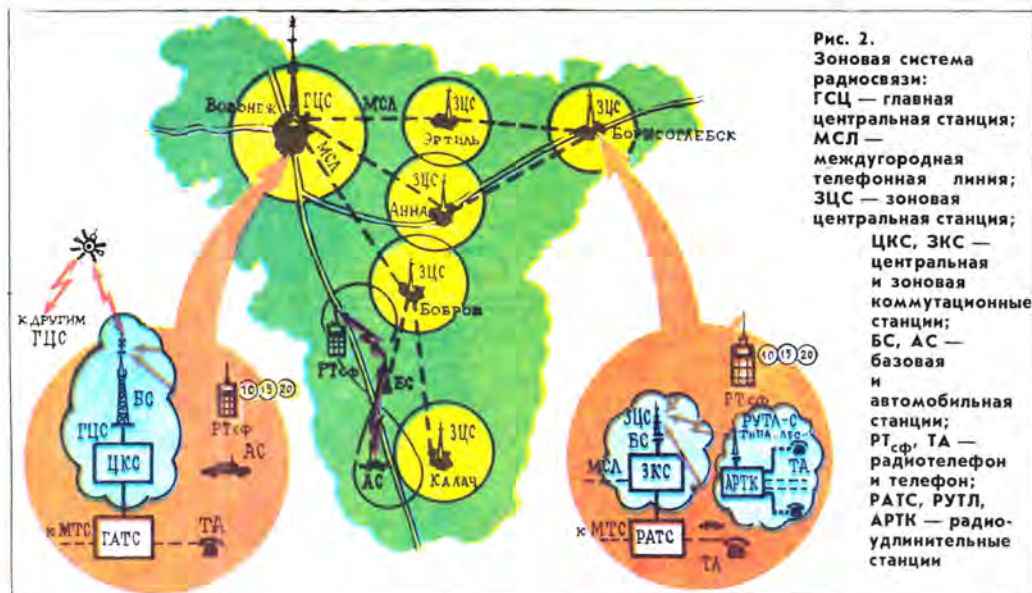 Рис. 2.
Зоновая система
радиосвязи:
ГСЦ — главная
центральная станция;
МСЛ —
междугородная
телефонная линия;
ЗЦС — зоновая
центральная станция;
ЦКС, ЗКС —
центральная
и зоновая
коммутационные
станции;
БС, АС —
базовая
и
автомобильная
станции;
РТсф, ТА —
радиотелефон
и телефон;
РАТС, РУТЛ,
АРТК — радио-
удлинительные
станции
Воронеж
ГЦС
МСЛ
ЗЦС
Эртиль
ЗЦС
Борисоглебск
МСЛ
ЗЦС
Анна
ЗЦС
Бобров
РТсф
БС
АС
ЗЦС
Калач
к другим
ГЦС
БС
ГЦС
ЦКС
РТсф
10 15 20
АС
к МТС
ГАТС
ТА
10 15 20
РТсф
ЗЦС
БС
МСЛ
ЗКС
РУТЛ-С
ТА
АРТК
к МТС
РАТС
ТА